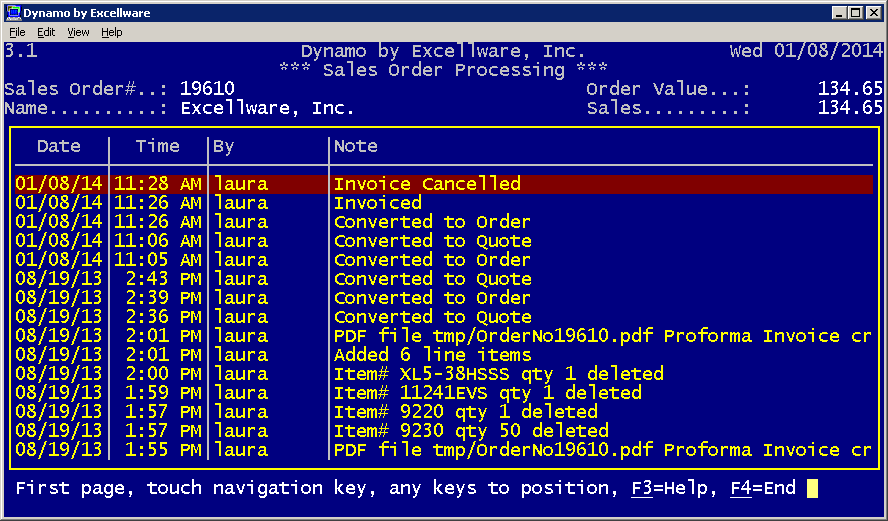 Dynamo by Excellware
File Edit View Help
3.1 Dynamo by Excellware, Inc. Wed 01/08/2014
*** Sales Order Processing ***
Sales Order#..: 19610 Order Value...: 134.65
Name..........: Excellware, Inc. Sales.........: 134.65
Date Time By Note
01/08/14 11:28 AM laura Invoice Cancelled
01/08/14 11:26 AM laura Invoiced
01/08/14 11:26 AM laura Converted to Order
01/08/14 11:06 AM laura Converted to Quote
01/08/14 11:05 AM laura Converted to Order
08/19/13 2:43 PM laura Converted to Quote
08/19/13 2:39 PM laura Converted to Order
08/19/13 2:36 PM laura Converted to Quote
08/19/13 2:01 PM laura PDF file tmp/OrderNo19610.pdf Proforma Invoice cr
08/19/13 2:01 PM laura Added 6 line items
08/19/13 2:00 PM laura Item# XL5-38HSSS qty 1 deleted
08/19/13 1:59 PM laura Item# 11241EVS qty 1 deleted
08/19/13 1:57 PM laura Item# 9220 qty 1 deleted
08/19/13 1:57 PM laura Item# 9230 qty 50 deleted
08/19/13 1:55 PM laura PDF file tmp/OrderNo19610.pdf Proforma Invoice cr
First page, touch navigation key, any keys to position, F3=Help, F4=End